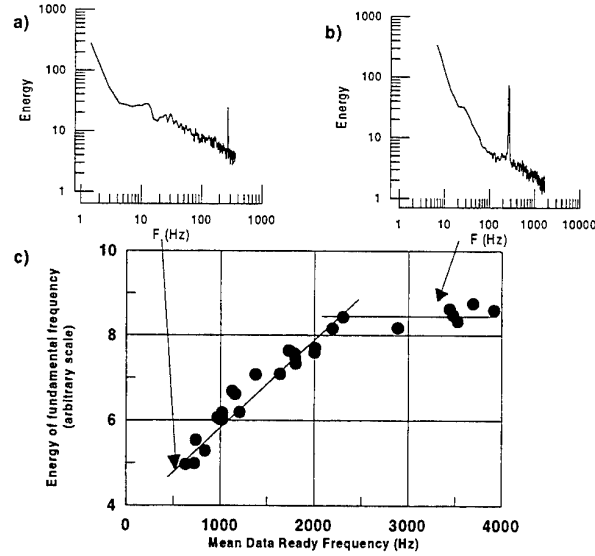 a)
1000
100
10
1
Energy
1
10
100
1000
F (Hz)
b)
1000
100
10
1
Energy
1
10
100
1000
10000
F (Hz)
c)
10
8
6
4
Energy of fundamental frequency
(arbitrary scale)
0
1000
2000
3000
4000
Mean Data Ready Frequency (Hz)